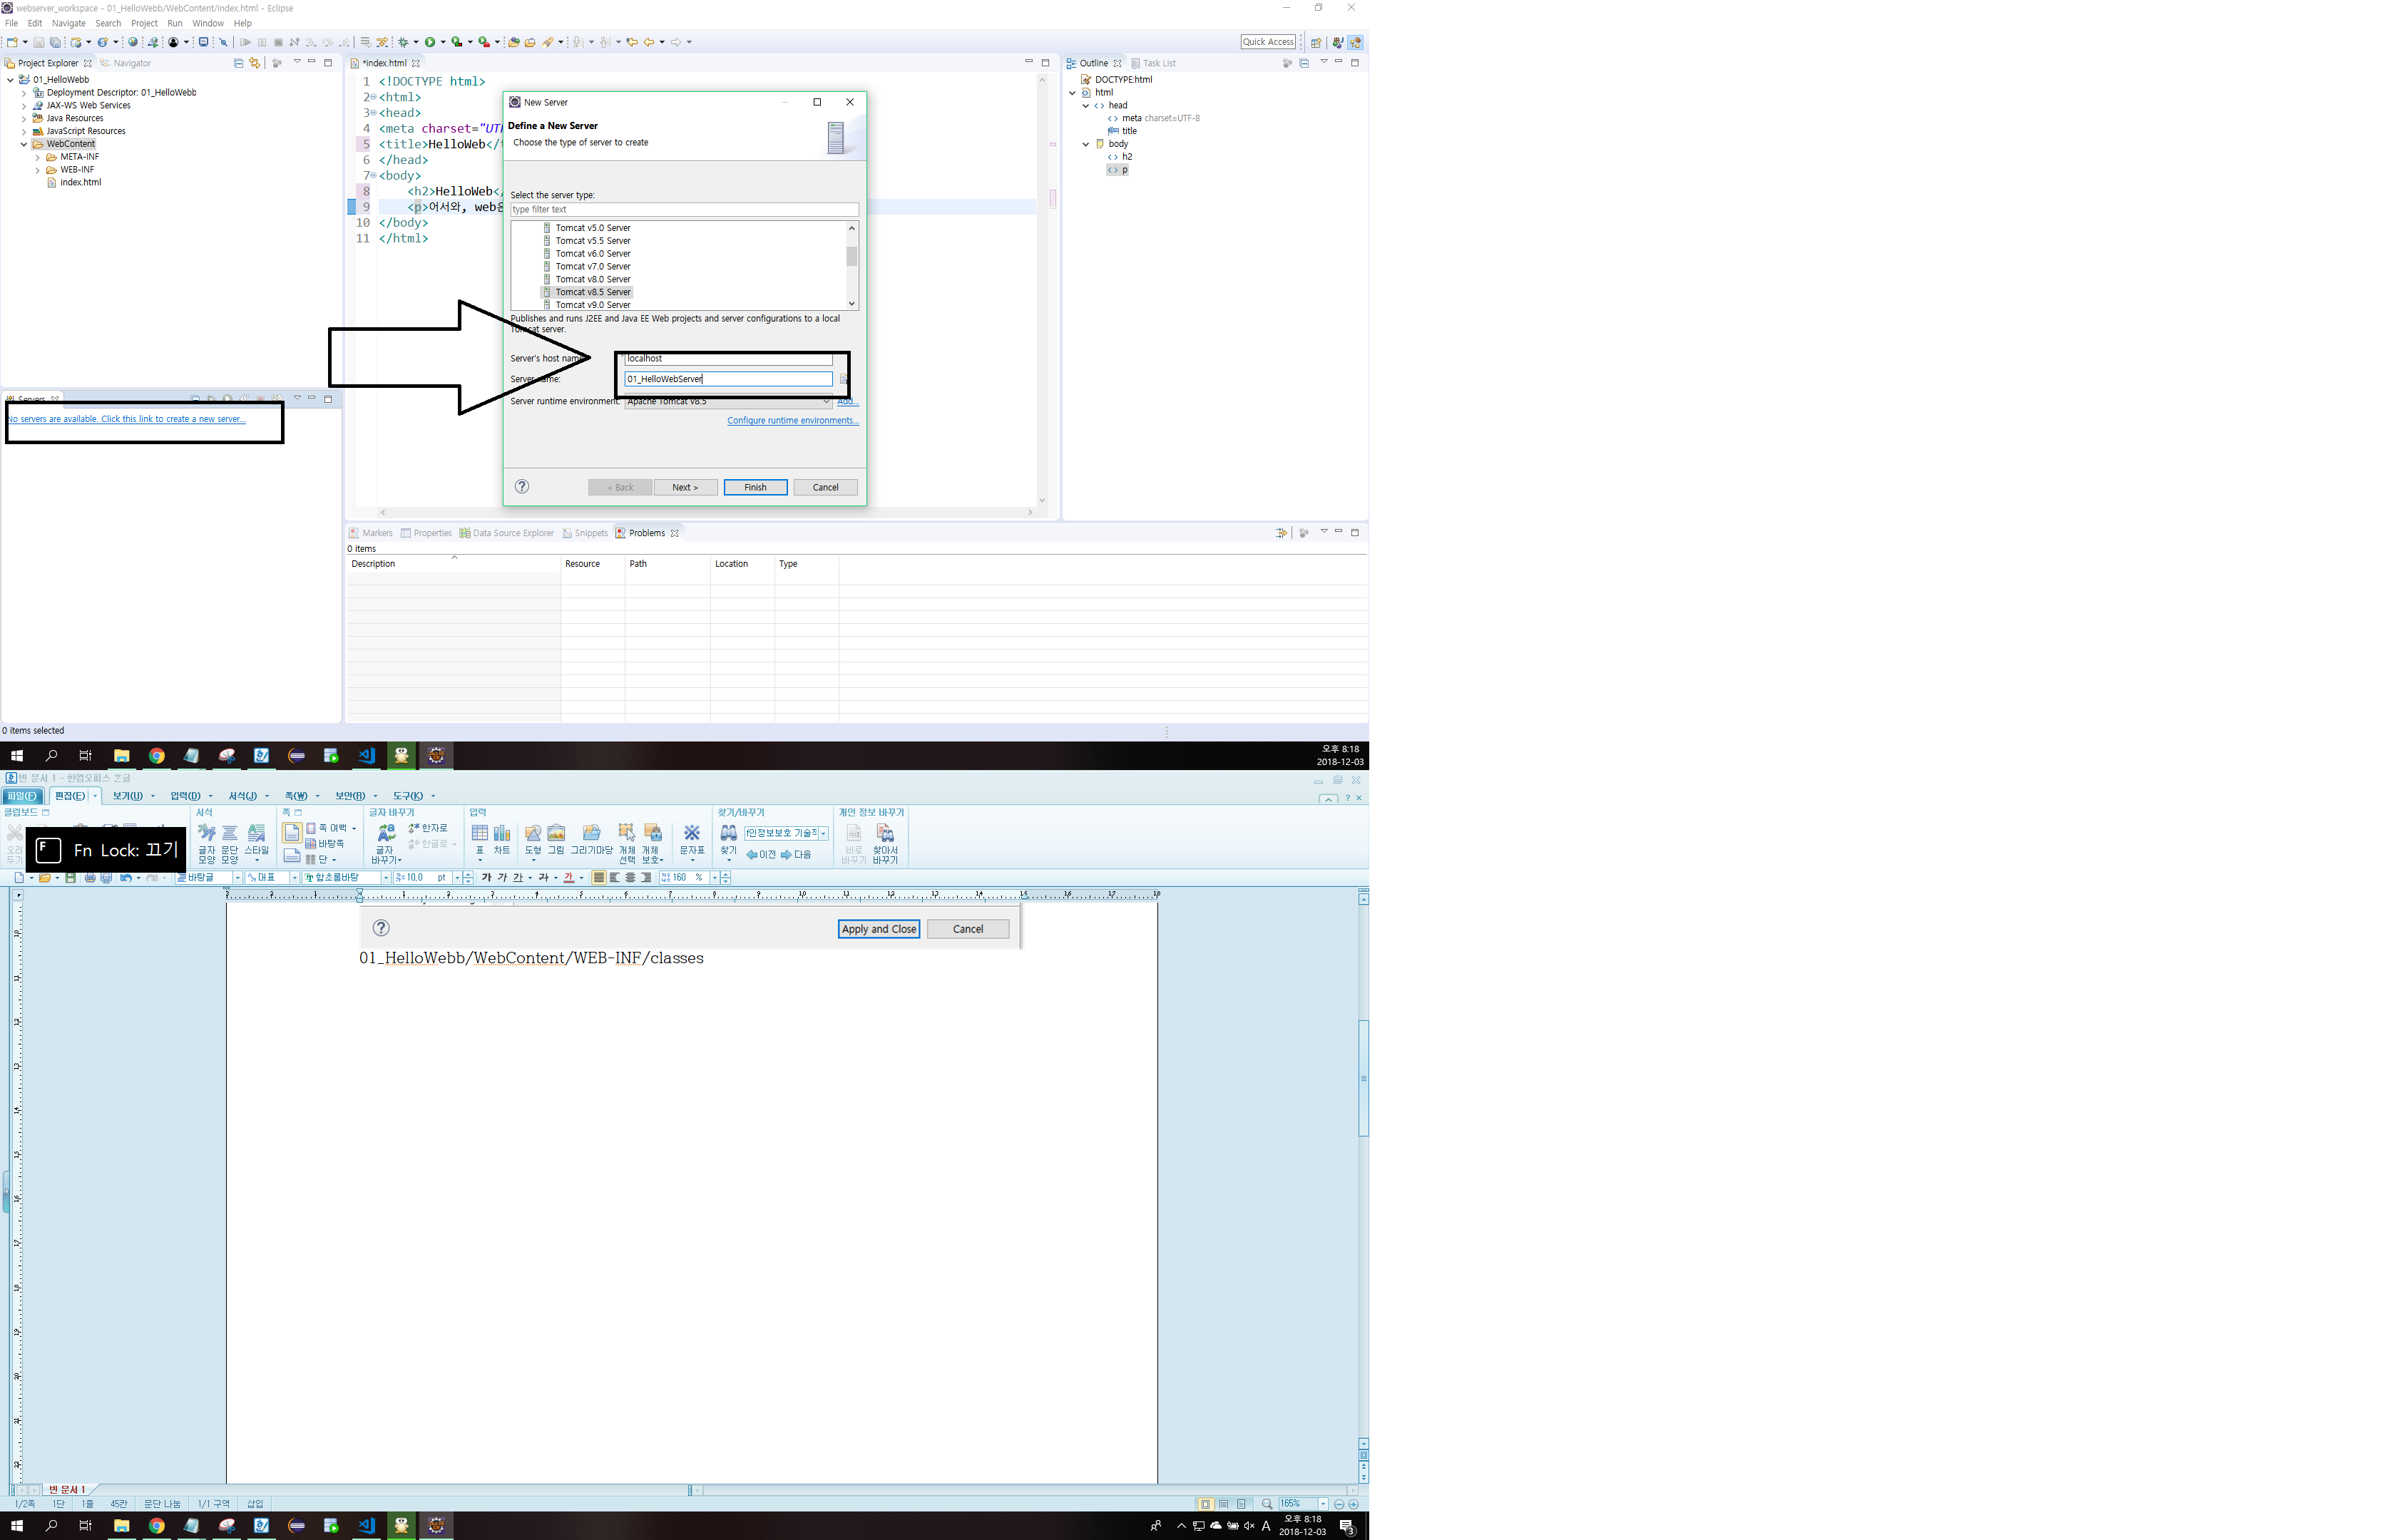 webserver_workspace - 01_HelloWebb/WebContent/index.html - Eclipse
File Edit Navigate Search Project Run Window Help
Quick Access
Project Explorer Navigator
01_HelloWebb
Deployment Descriptor: 01_HelloWebb
JAX-WS Web Services
Java Resources
JavaScript Resources
WebContent
META-INF
WEB-INF
index.html
Servers
No servers are available. Click this link to create a new server...
*index.html
1 <!DOCTYPE html>
2 <html>
3 <head>
4 <meta charset="UT
5 <title>HelloWeb</
6 </head>
7 <body>
8 <h2>HelloWeb</
9 <p>어서와, web은
10 </body>
11 </html>
New Server
Define a New Server
Choose the type of server to create
Select the server type:
type filter text
Tomcat v5.0 Server
Tomcat v5.5 Server
Tomcat v6.0 Server
Tomcat v7.0 Server
Tomcat v8.0 Server
Tomcat v8.5 Server
Tomcat v9.0 Server
Publishes and runs J2EE and Java EE Web projects and server configurations to a local
Tomcat server.
Server's host name: localhost
Server name: 01_HelloWebServer
Server runtime environment: Apache Tomcat v8.5 Add...
Configure runtime environments...
< Back Next > Finish Cancel
Outline Task List
DOCTYPE:html
html
head
meta charset=UTF-8
title
body
h2
p
Markers Properties Data Source Explorer Snippets Problems
0 items
Description Resource Path Location Type
0 items selected
오후 8:18
2018-12-03
빈 문서 1 - 한컴오피스 한글
파일(F) 편집(E) 보기(U) 입력(D) 서식(J) 쪽(W) 보안(R) 도구(K)
클립보드 서식 쪽 글자 바꾸기 입력 찾기/바꾸기 개인 정보 바꾸기
오려 두기
글자 모양 문단 모양 스타일
쪽 여백 바탕쪽 단
글자 바꾸기 한자로 한글로
표 차트 도형 그림 그리기마당 개체 선택 개체 보호 문자표
찾기 이전 다음
바로 바꾸기 찾아서 바꾸기
Fn Lock: 끄기
바탕글 대표 함초롬바탕 10.0 pt 가 가 가 가 가 160 %
Apply and Close Cancel
01_HelloWebb/WebContent/WEB-INF/classes
빈 문서 1
1/2쪽 1단 1줄 45칸 문단 나눔 1/1 구역 삽입 165%
A 오후 8:18
2018-12-03
3